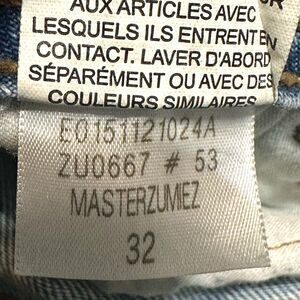 AUX ARTICLES AVEC
LESQUELS ILS ENTRENT EN
CONTACT. LAVER D'ABORD
SÉPARÉMENT OU AVEC DES
COULEURS SIMILAIRES
E0151121024A
ZU0667 # 53
MASTERZUMIEZ
32